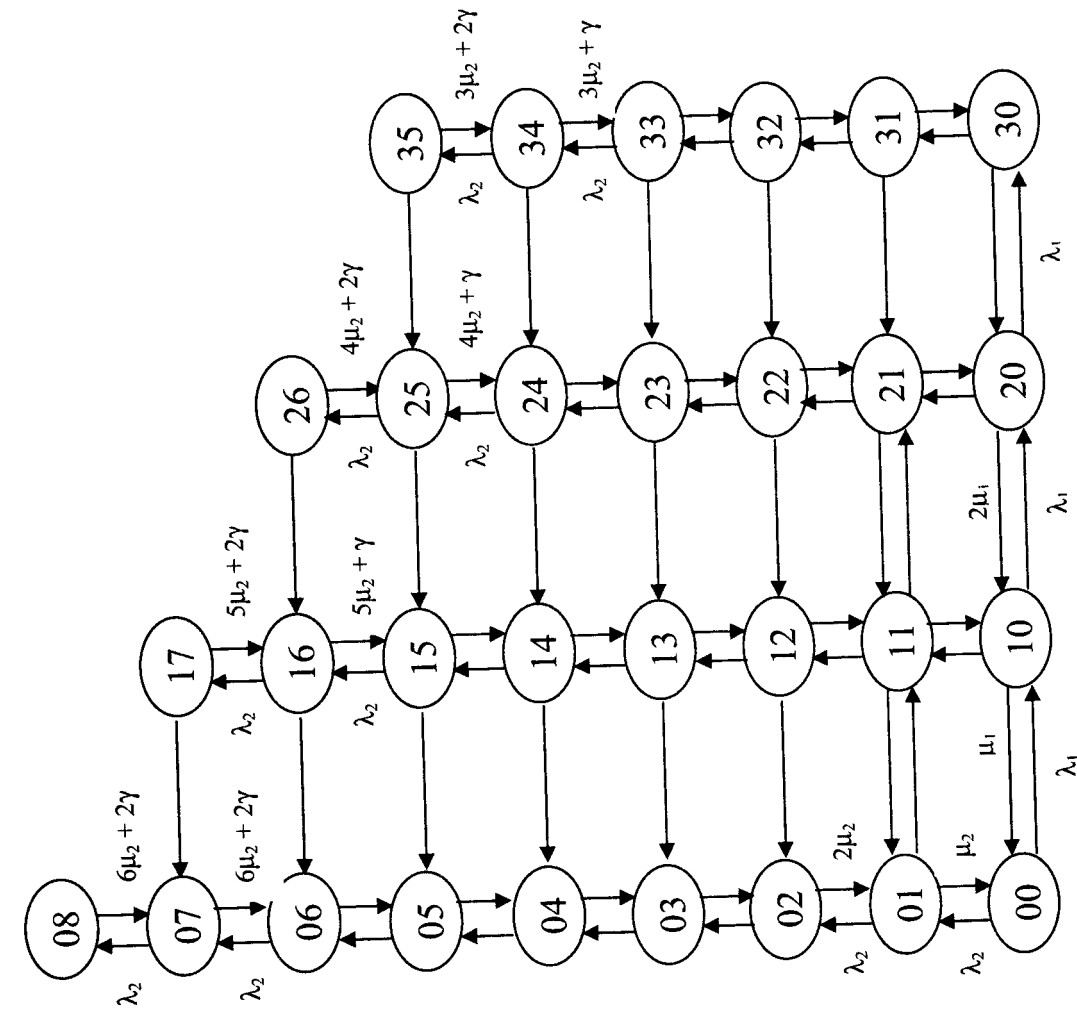 08
6μ₂ + 2γ
λ₂
07
17
6μ₂ + 2γ
λ₂
5μ₂ + 2γ
λ₂
06
16
26
5μ₂ + γ
λ₂
4μ₂ + 2γ
λ₂
05
15
25
35
4μ₂ + γ
λ₂
3μ₂ + 2γ
λ₂
04
14
24
34
3μ₂ + γ
λ₂
03
13
23
33
02
12
22
32
2μ₂
λ₂
01
11
21
31
μ₂
λ₂
μ₁
2μ₁
00
10
20
30
λ₁
λ₁
λ₁